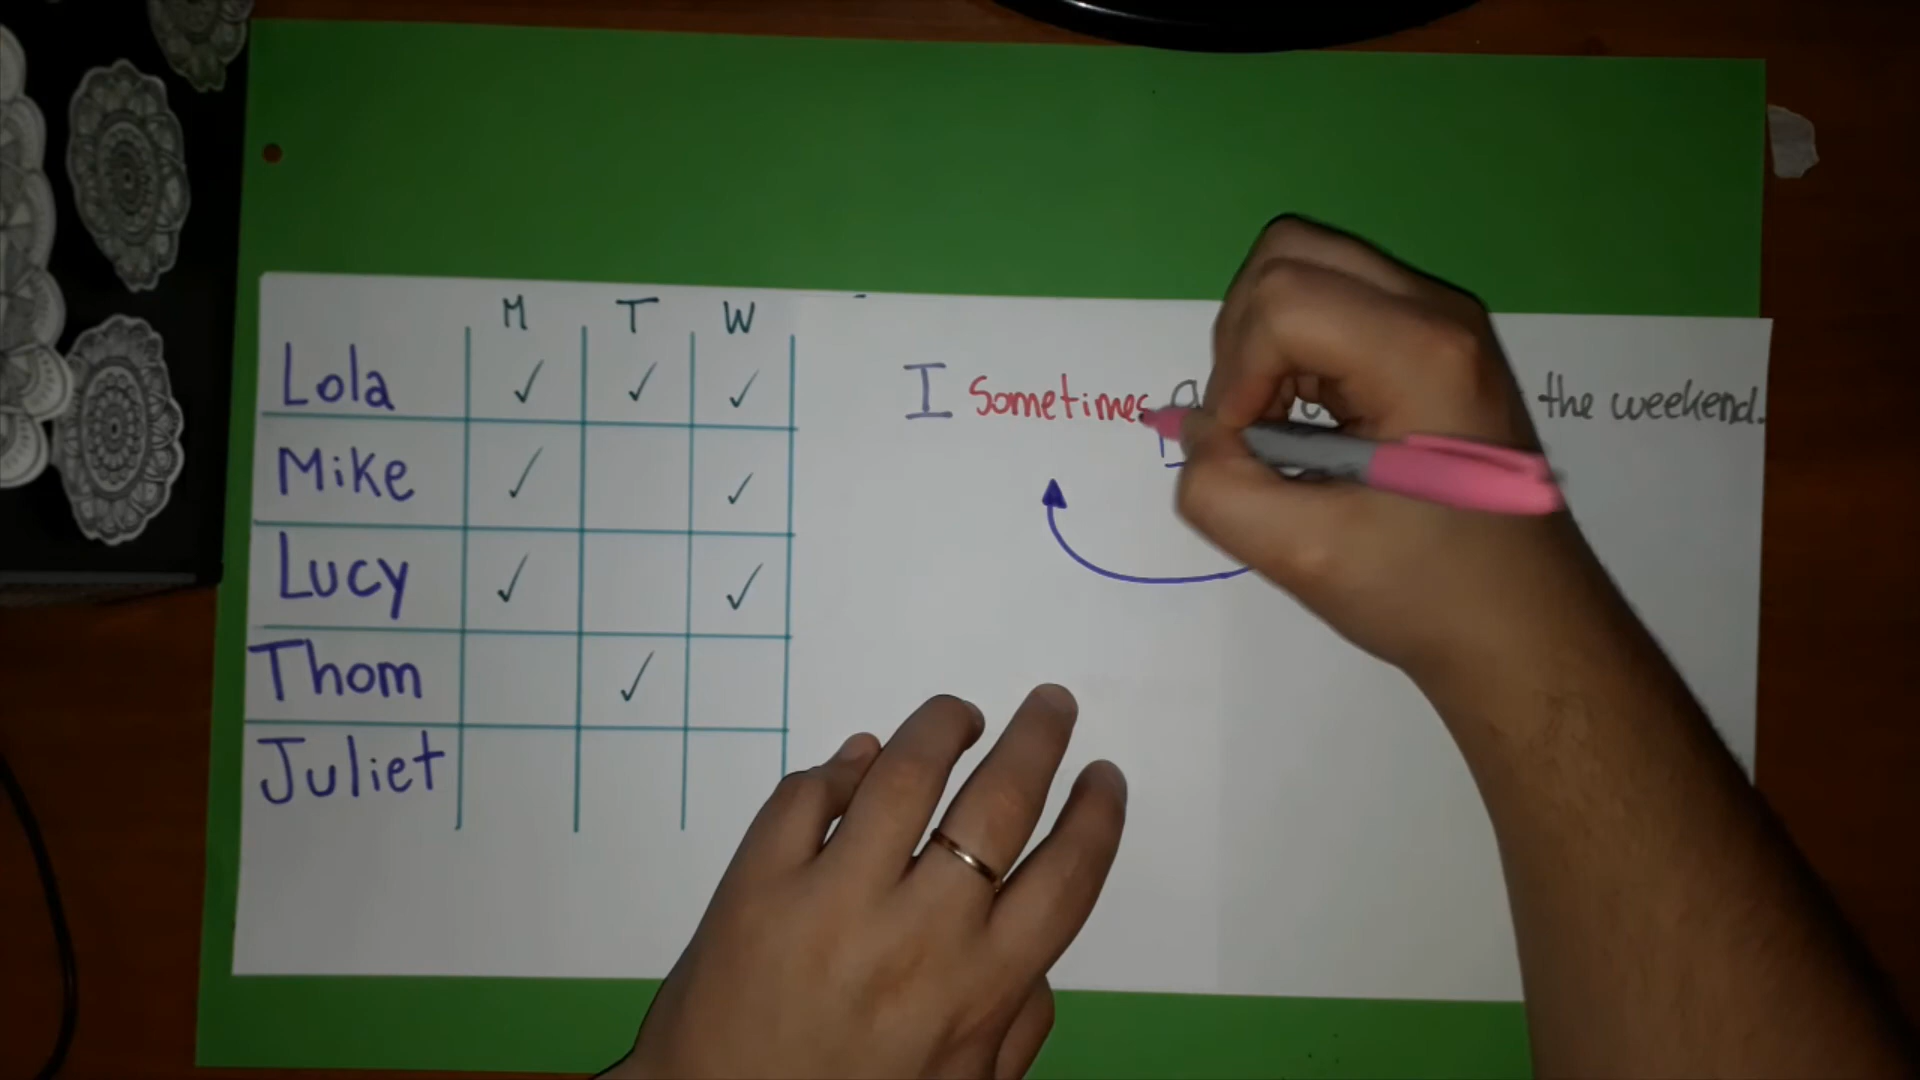 M T W
Lola ✓ ✓ ✓
Mike ✓ ✓
Lucy ✓ ✓
Thom ✓
Juliet
I Sometimes the weekend.